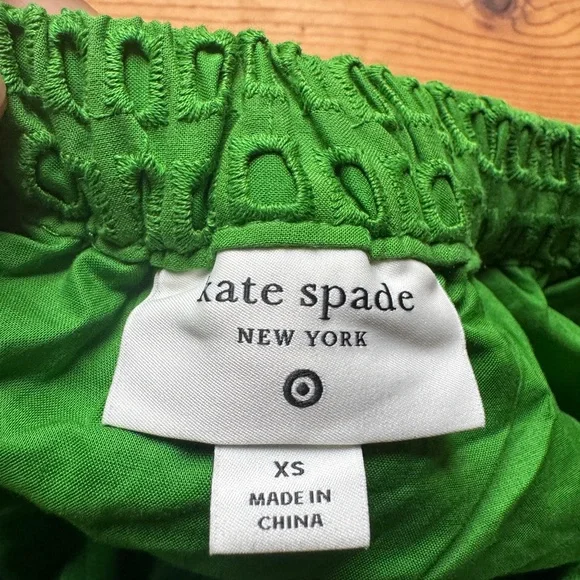 kate spade
NEW YORK
XS
MADE IN
CHINA